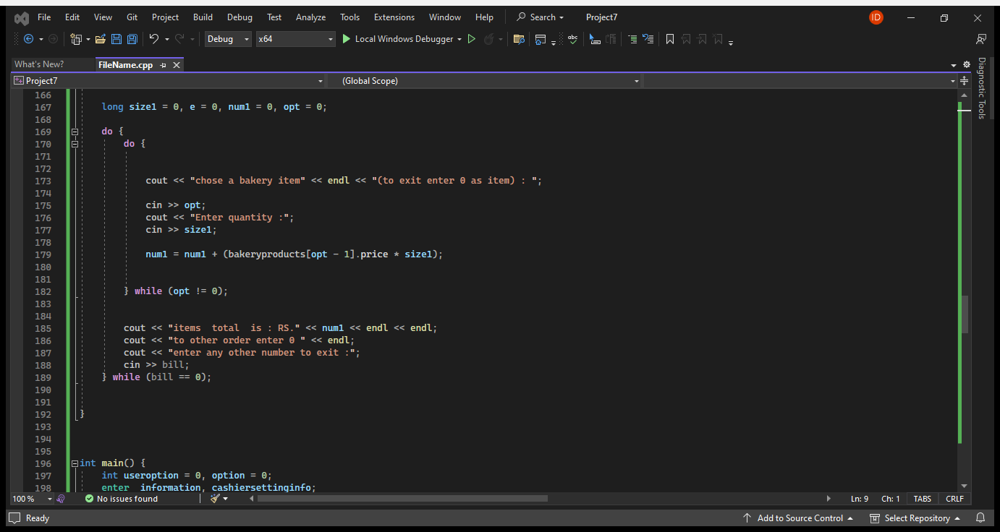 File Edit View Git Project Build Debug Test Analyze Tools Extensions Window Help Search Project7 ID
Debug x64 Local Windows Debugger abc
What's New? FileName.cpp
Project7 (Global Scope)
Diagnostic Tools
166
167 long size1 = 0, e = 0, num1 = 0, opt = 0;
168
169 do {
170 do {
171
172
173 cout << "chose a bakery item" << endl << "(to exit enter 0 as item) : ";
174
175 cin >> opt;
176 cout << "Enter quantity :";
177 cin >> size1;
178
179 num1 = num1 + (bakeryproducts[opt - 1].price * size1);
180
181
182 } while (opt != 0);
183
184
185 cout << "items  total  is : RS." << num1 << endl << endl;
186 cout << "to other order enter 0 " << endl;
187 cout << "enter any other number to exit :";
188 cin >> bill;
189 } while (bill == 0);
190
191
192 }
193
194
195
196 int main() {
197 int useroption = 0, option = 0;
198 enter  information, cashiersettinginfo;
100 % No issues found Ln: 9 Ch: 1 TABS CRLF
Ready Add to Source Control Select Repository